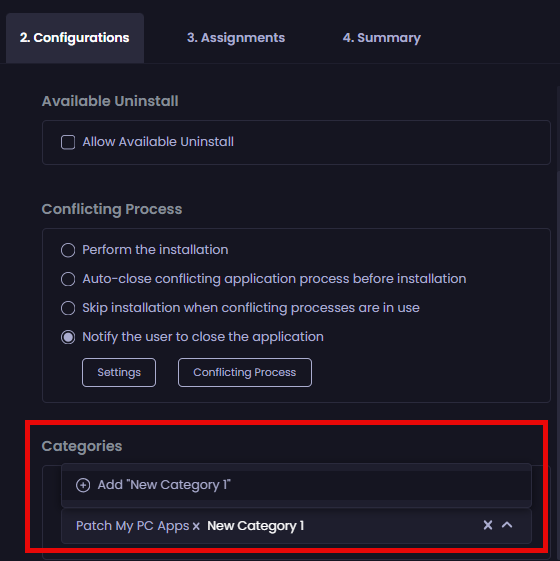 2. Configurations 3. Assignments 4. Summary
Available Uninstall
Allow Available Uninstall
Conflicting Process
Perform the installation
Auto-close conflicting application process before installation
Skip installation when conflicting processes are in use
Notify the user to close the application
Settings Conflicting Process
Categories
Add "New Category 1"
Patch My PC Apps × New Category 1